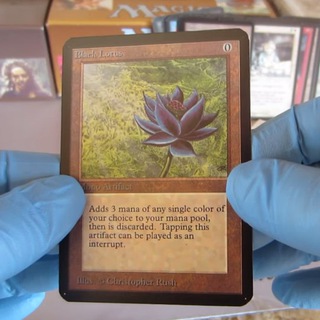 MAGIC
Black Lotus
0
Mono Artifact
Adds 3 mana of any single color of
your choice to your mana pool,
then is discarded. Tapping this
artifact can be played as an
interrupt.
Illus. © Christopher Rush